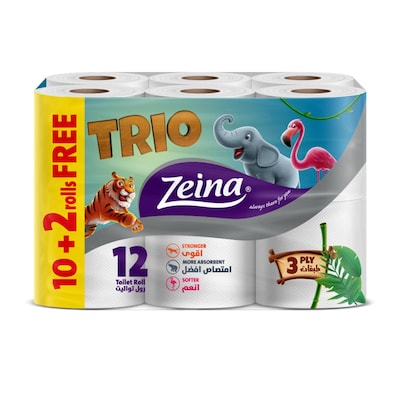 10+2 rolls FREE
TRIO
Zeina®
always there for you
12
Toilet Roll
رول تواليت
STRONGER
أقوى
MORE ABSORBENT
امتصاص أفضل
SOFTER
أنعم
3 PLY
طبقات